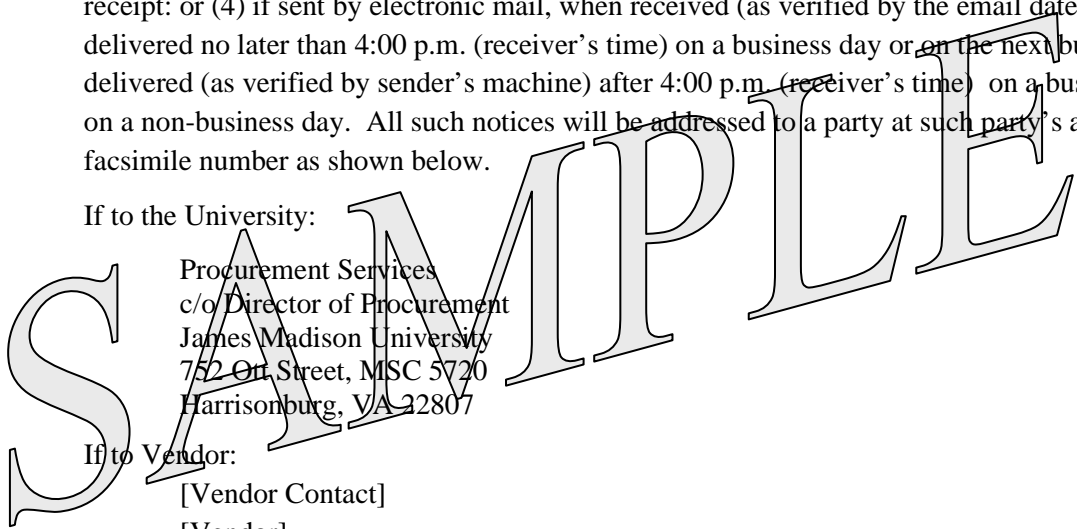 receipt: or (4) if sent by electronic mail, when received (as verified by the email date
delivered no later than 4:00 p.m. (receiver’s time) on a business day or on the next bu
delivered (as verified by sender’s machine) after 4:00 p.m. (receiver’s time)  on a bus
on a non-business day.  All such notices will be addressed to a party at such party’s a
facsimile number as shown below.
If to the University:
Procurement Services
c/o Director of Procurement
James Madison University
752 Ott Street, MSC 5720
Harrisonburg, VA 22807
If to Vendor:
[Vendor Contact]
[Vendor]
SAMPLE